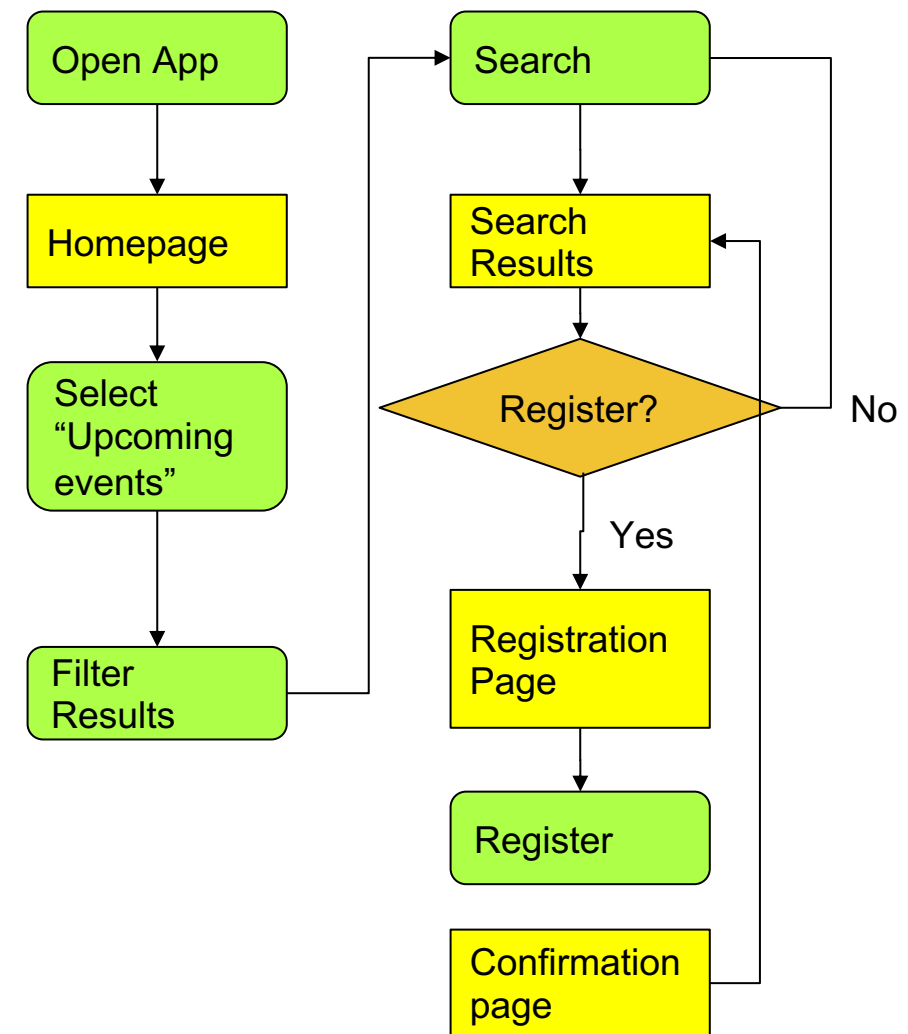 Open App
Homepage
Select
“Upcoming
events”
Filter
Results
Search
Search
Results
Register?
No
Yes
Registration
Page
Register
Confirmation
page